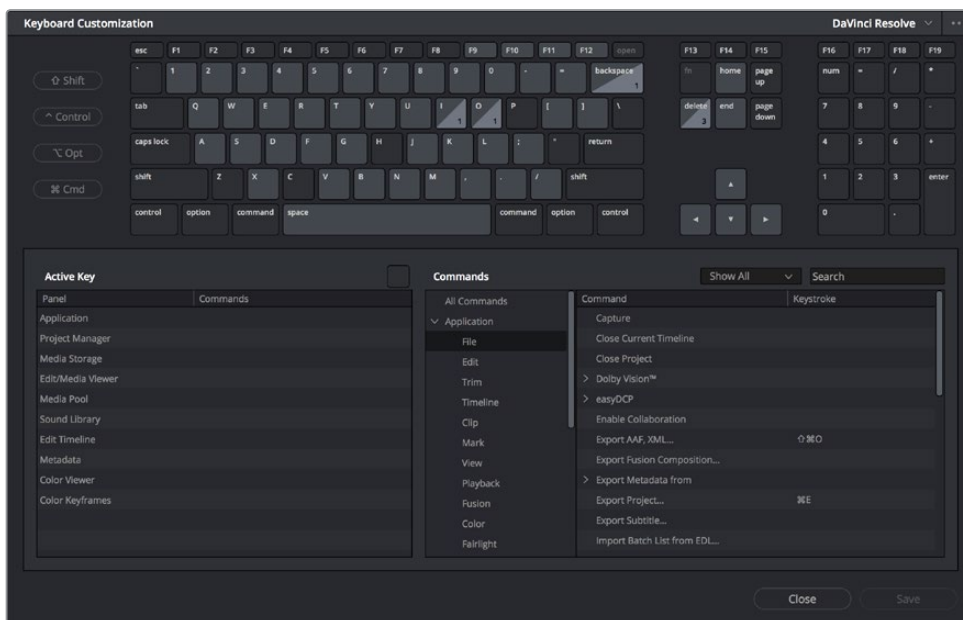 Keyboard Customization DaVinci Resolve
esc F1 F2 F3 F4 F5 F6 F7 F8 F9 F10 F11 F12 open F13 F14 F15 F16 F17 F18 F19
⇧ Shift
` 1 2 3 4 5 6 7 8 9 0 - = backspace 1 fn home page up num = / *
^ Control
tab Q W E R T Y U I 1 O 1 P [ ] \ delete 3 end page down 7 8 9 -
⌥ Opt
caps lock A S D F G H J K L ; ' return 4 5 6 +
⌘ Cmd
shift Z X C V B N M , . / shift ▲ 1 2 3 enter
control option command space command option control ◄ ▼ ► 0 .
Active Key
Panel Commands
Application
Project Manager
Media Storage
Edit/Media Viewer
Media Pool
Sound Library
Edit Timeline
Metadata
Color Viewer
Color Keyframes
Commands Show All Search
All Commands
Application
File
Edit
Trim
Timeline
Clip
Mark
View
Playback
Fusion
Color
Fairlight
Command Keystroke
Capture
Close Current Timeline
Close Project
Dolby Vision™
easyDCP
Enable Collaboration
Export AAF, XML... ⇧⌘O
Export Fusion Composition...
Export Metadata from
Export Project... ⌘E
Export Subtitle...
Import Batch List from EDL...
Close Save